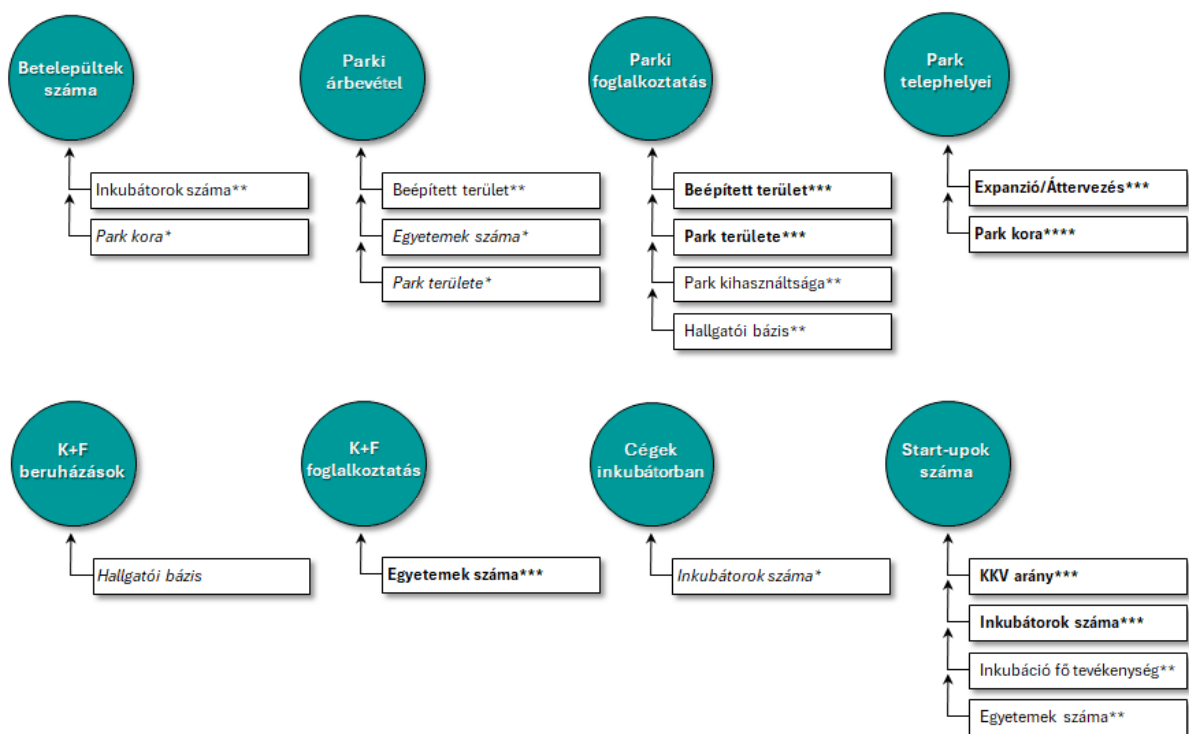 Betelepültek
száma
Inkubátorok száma**
Park kora*
Parki
árbevétel
Beépített terület**
Egyetemek száma*
Park területe*
Parki
foglalkoztatás
Beépített terület***
Park területe***
Park kihasználtsága**
Hallgatói bázis**
Park
telephelyei
Expanzió/Áttervezés***
Park kora****
K+F
beruházások
Hallgatói bázis
K+F
foglalkoztatás
Egyetemek száma***
Cégek
inkubátorban
Inkubátorok száma*
Start-upok
száma
KKV arány***
Inkubátorok száma***
Inkubáció fő tevékenység**
Egyetemek száma**